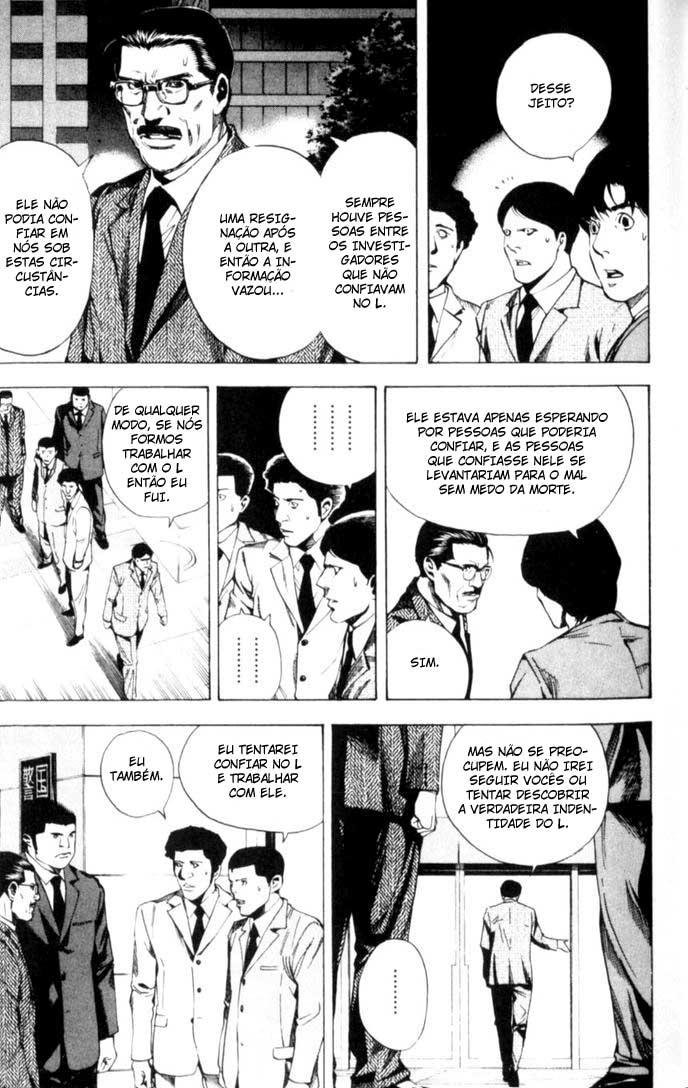 DESSE
JEITO?
SEMPRE
HOUVE PES-
SOAS ENTRE
OS INVESTI-
GADORES
QUE NÃO
CONFIAVAM
NO L.
UMA RESIG-
NAÇÃO APÓS
A OUTRA, E
ENTÃO A IN-
FORMAÇÃO
VAZOU...
ELE NÃO
PODIA CON-
FIAR EM
NÓS SOB
ESTAS CIR-
CUSTÂN-
CIAS.
ELE ESTAVA APENAS ESPERANDO
POR PESSOAS QUE PODERIA
CONFIAR, E AS PESSOAS
QUE CONFIASSE NELE SE
LEVANTARIAM PARA O MAL
SEM MEDO DA MORTE.
SIM.
DE QUALQUER
MODO, SE NÓS
FORMOS
TRABALHAR
COM O L
ENTÃO EU
FUI.
MAS NÃO SE PREO-
CUPEM. EU NÃO IREI
SEGUIR VOCÊS OU
TENTAR DESCOBRIR
A VERDADEIRA INDEN-
TIDADE DO L.
EU TENTAREI
CONFIAR NO L
E TRABALHAR
COM ELE.
EU
TAMBÉM.